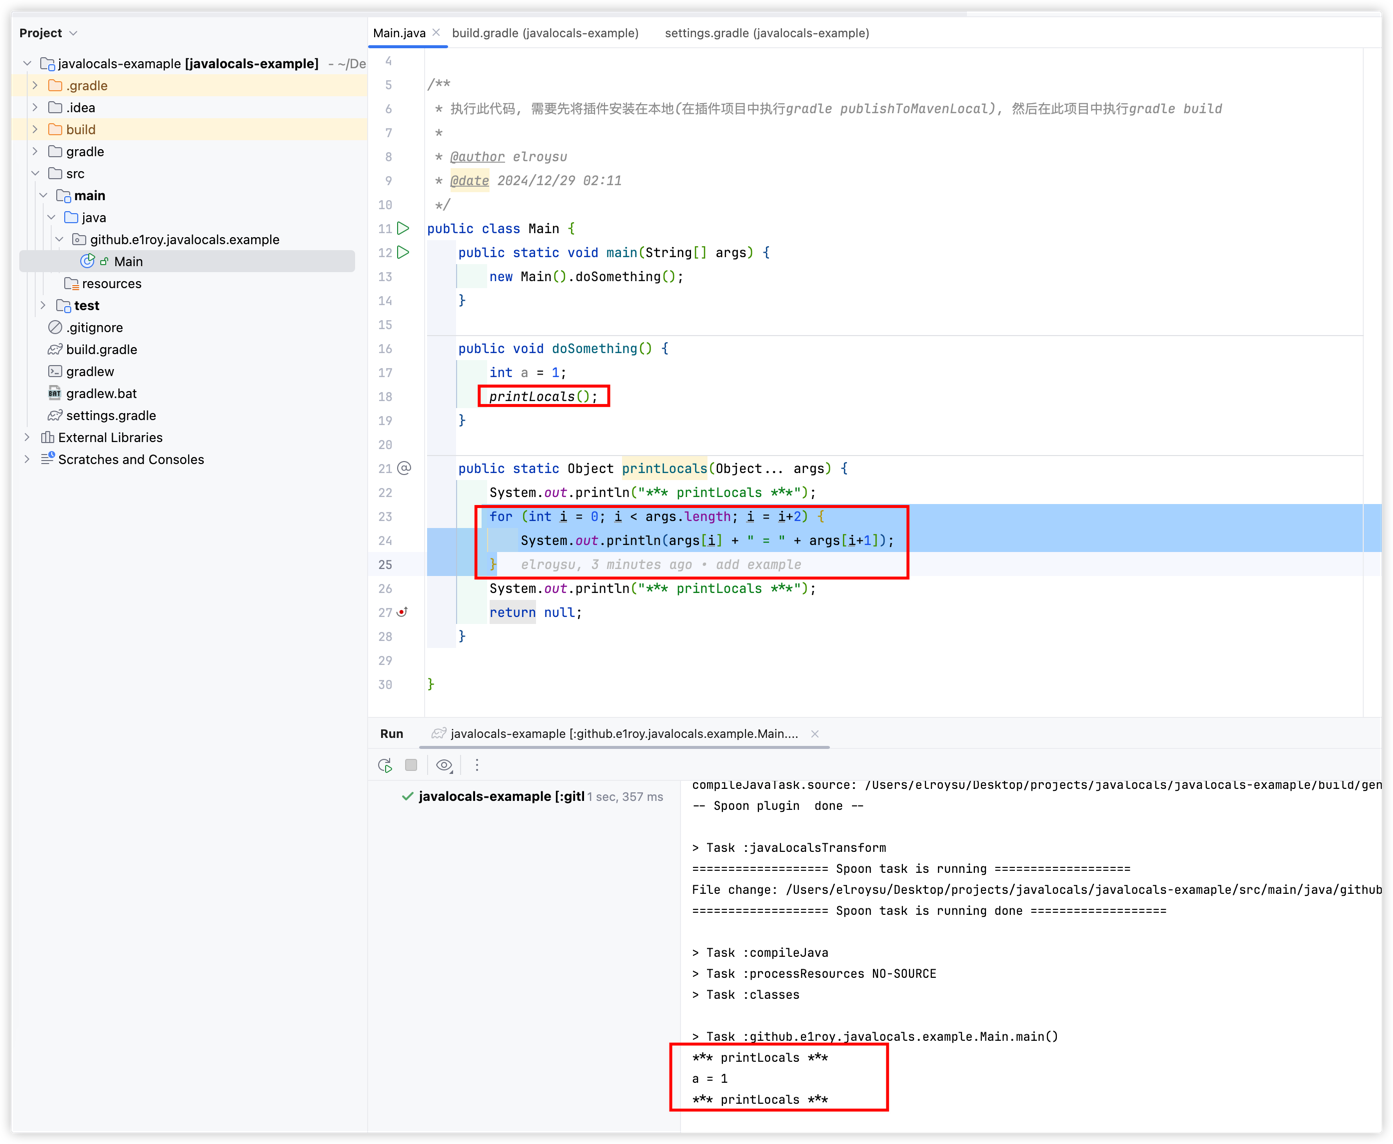 Project
javalocals-examaple [javalocals-example] - ~/De
.gradle
.idea
build
gradle
src
main
java
github.e1roy.javalocals.example
Main
resources
test
.gitignore
build.gradle
gradlew
gradlew.bat
settings.gradle
External Libraries
Scratches and Consoles
Main.java build.gradle (javalocals-example) settings.gradle (javalocals-example)
4
5 /**
6 * 执行此代码, 需要先将插件安装在本地(在插件项目中执行gradle publishToMavenLocal), 然后在此项目中执行gradle build
7 *
8 * @author elroysu
9 * @date 2024/12/29 02:11
10 */
11 public class Main {
12 public static void main(String[] args) {
13 new Main().doSomething();
14 }
15
16 public void doSomething() {
17 int a = 1;
18 printLocals();
19 }
20
21 @ public static Object printLocals(Object... args) {
22 System.out.println("*** printLocals ***");
23 for (int i = 0; i < args.length; i = i+2) {
24 System.out.println(args[i] + " = " + args[i+1]);
25 } elroysu, 3 minutes ago • add example
26 System.out.println("*** printLocals ***");
27 return null;
28 }
29
30 }
Run javalocals-examaple [:github.e1roy.javalocals.example.Main....
javalocals-examaple [:gitl 1 sec, 357 ms
compileJavaTask.source: /Users/elroysu/Desktop/projects/javalocals/javalocals-examaple/build/gen
-- Spoon plugin  done --
> Task :javaLocalsTransform
=================== Spoon task is running ===================
File change: /Users/elroysu/Desktop/projects/javalocals/javalocals-examaple/src/main/java/github
=================== Spoon task is running done ===================
> Task :compileJava
> Task :processResources NO-SOURCE
> Task :classes
> Task :github.e1roy.javalocals.example.Main.main()
*** printLocals ***
a = 1
*** printLocals ***